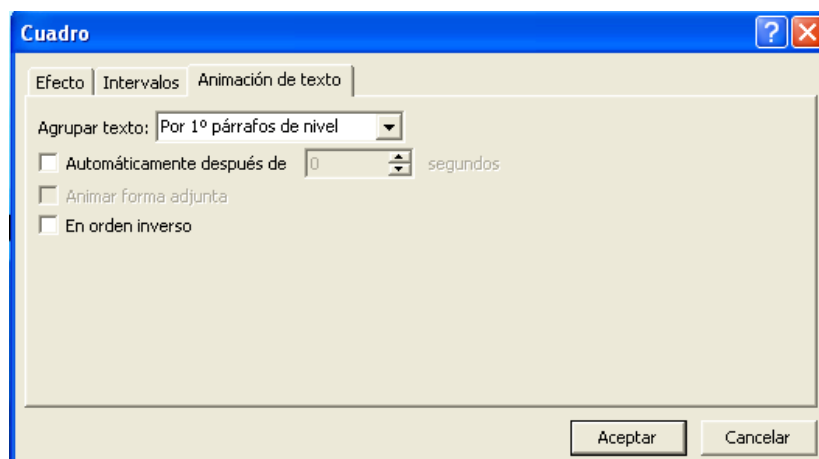 Cuadro
Efecto Intervalos Animación de texto
Agrupar texto: Por 1º párrafos de nivel
Automáticamente después de 0 segundos
Animar forma adjunta
En orden inverso
Aceptar Cancelar